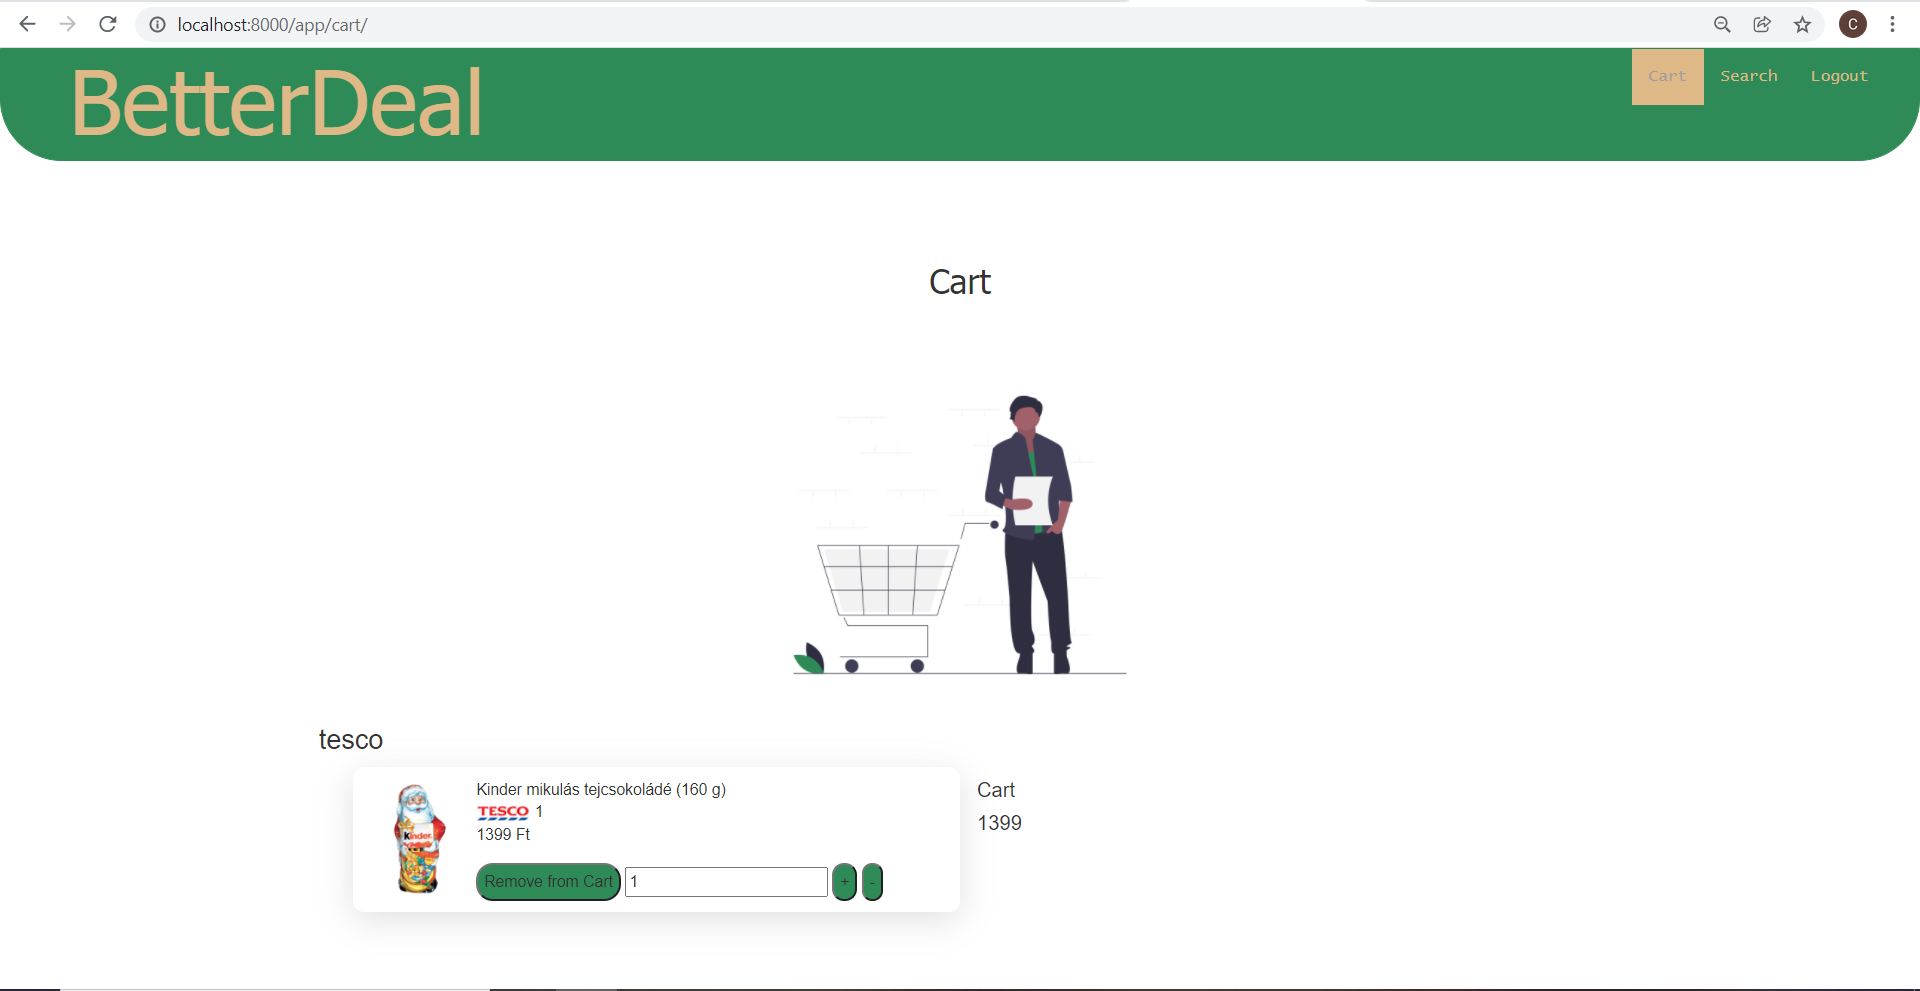 localhost:8000/app/cart/
C
BetterDeal
Cart
Search
Logout
Cart
tesco
Kinder mikulás tejcsokoládé (160 g)
TESCO 1
1399 Ft
Kinder
Remove from Cart
1
+
-
Cart
1399